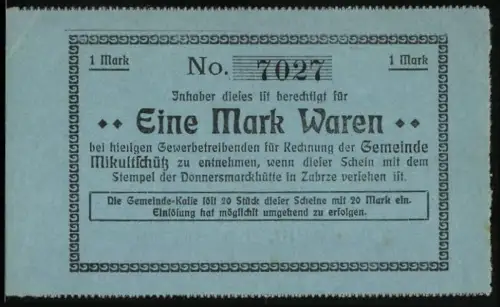 1 Mark No. 7027 1 Mark
Inhaber dieses ist berechtigt für
Eine Mark Waren
bei hiesigen Gewerbetreibenden für Rechnung der Gemeinde
Mikultschütz zu entnehmen, wenn dieser Schein mit dem
Stempel der Donnersmarckhütte in Zabrze versehen ist.
Die Gemeinde-Kasse löst 20 Stück dieser Scheine mit 20 Mark ein.
Einlösung hat möglichst umgehend zu erfolgen.